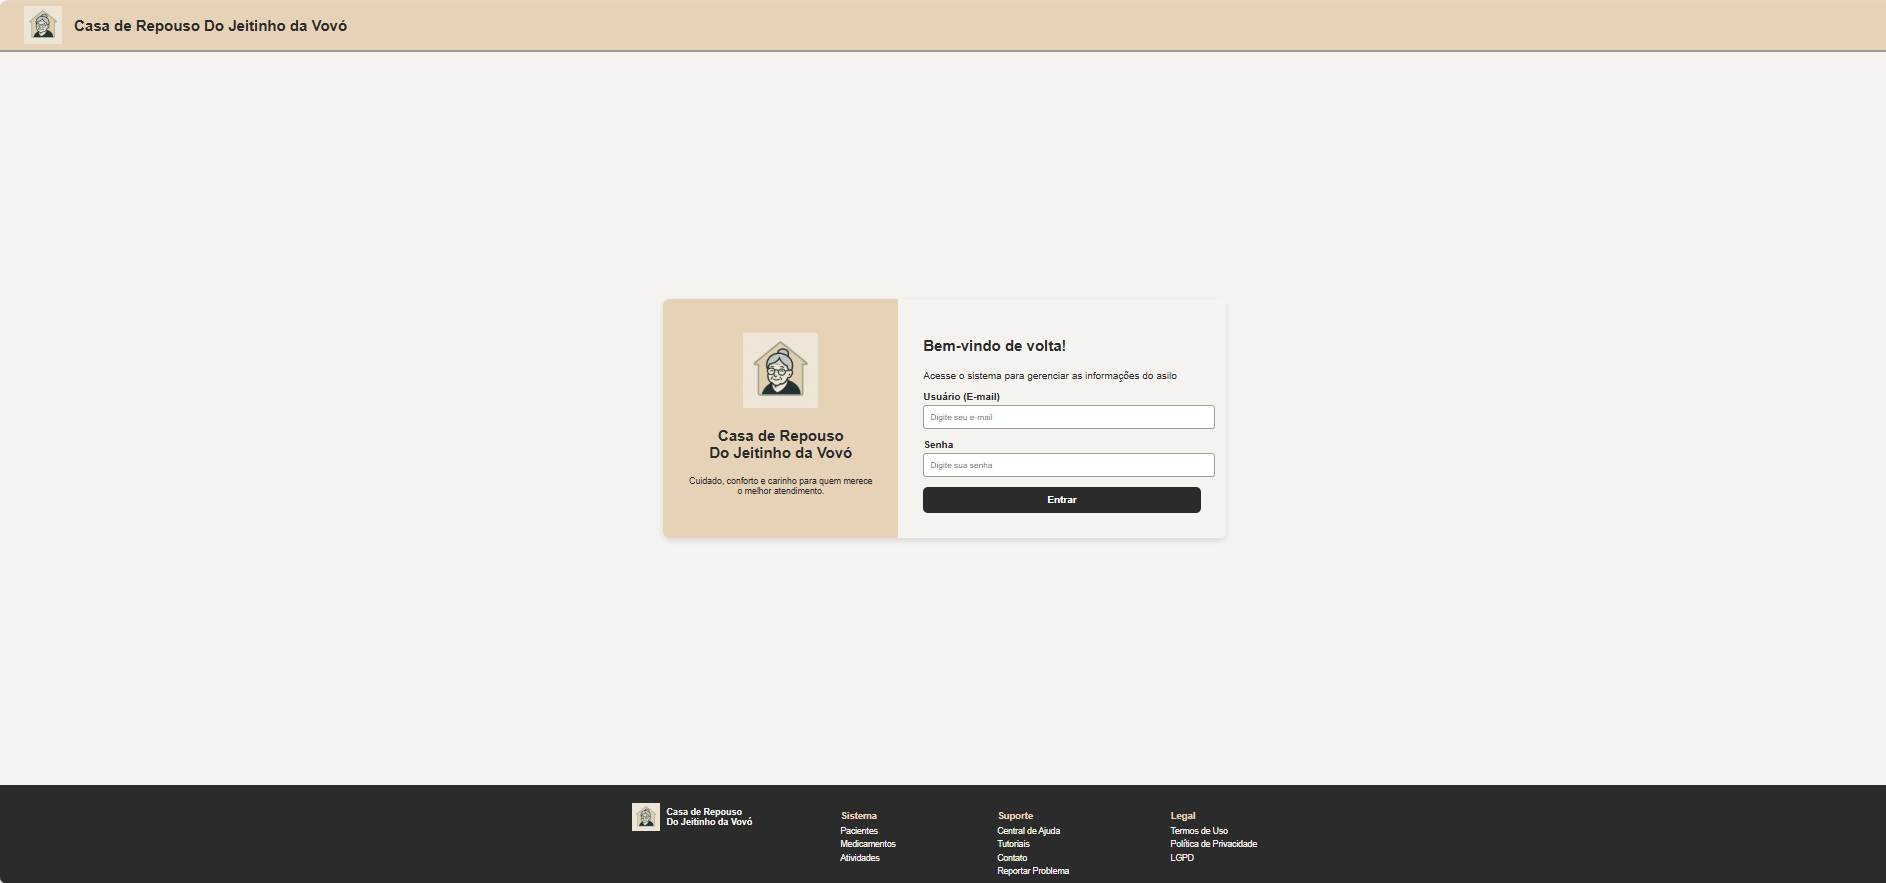 Casa de Repouso Do Jeitinho da Vovó
Casa de Repouso
Do Jeitinho da Vovó
Cuidado, conforto e carinho para quem merece
o melhor atendimento.
Bem-vindo de volta!
Acesse o sistema para gerenciar as informações do asilo
Usuário (E-mail)
Digite seu e-mail
Senha
Digite sua senha
Entrar
Casa de Repouso
Do Jeitinho da Vovó
Sistema
Pacientes
Medicamentos
Atividades
Suporte
Central de Ajuda
Tutoriais
Contato
Reportar Problema
Legal
Termos de Uso
Política de Privacidade
LGPD